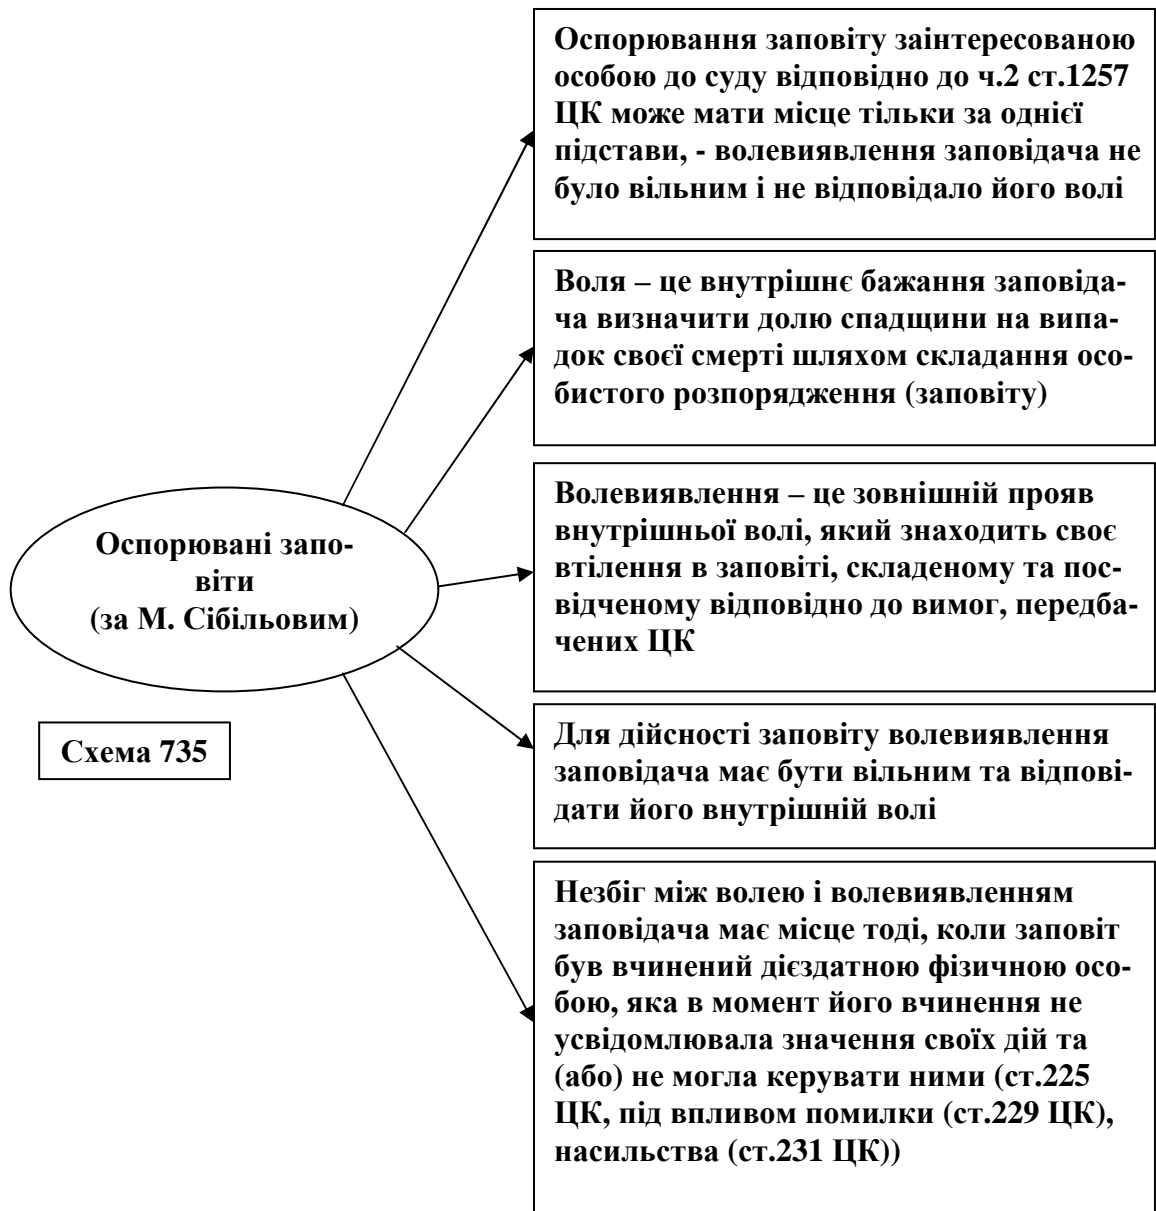 Оспорювання заповіту заінтересованою
особою до суду відповідно до ч.2 ст.1257
ЦК може мати місце тільки за однієї
підстави, - волевиявлення заповідача не
було вільним і не відповідало його волі
Воля – це внутрішнє бажання заповіда-
ча визначити долю спадщини на випа-
док своєї смерті шляхом складання осо-
бистого розпорядження (заповіту)
Волевиявлення – це зовнішній прояв
внутрішньої волі, який знаходить своє
втілення в заповіті, складеному та пос-
відченому відповідно до вимог, передба-
чених ЦК
Оспорювані запо-
віти
(за М. Сібільовим)
Схема 735
Для дійсності заповіту волевиявлення
заповідача має бути вільним та відпові-
дати його внутрішній волі
Незбіг між волею і волевиявленням
заповідача має місце тоді, коли заповіт
був вчинений дієздатною фізичною осо-
бою, яка в момент його вчинення не
усвідомлювала значення своїх дій та
(або) не могла керувати ними (ст.225
ЦК, під впливом помилки (ст.229 ЦК),
насильства (ст.231 ЦК))